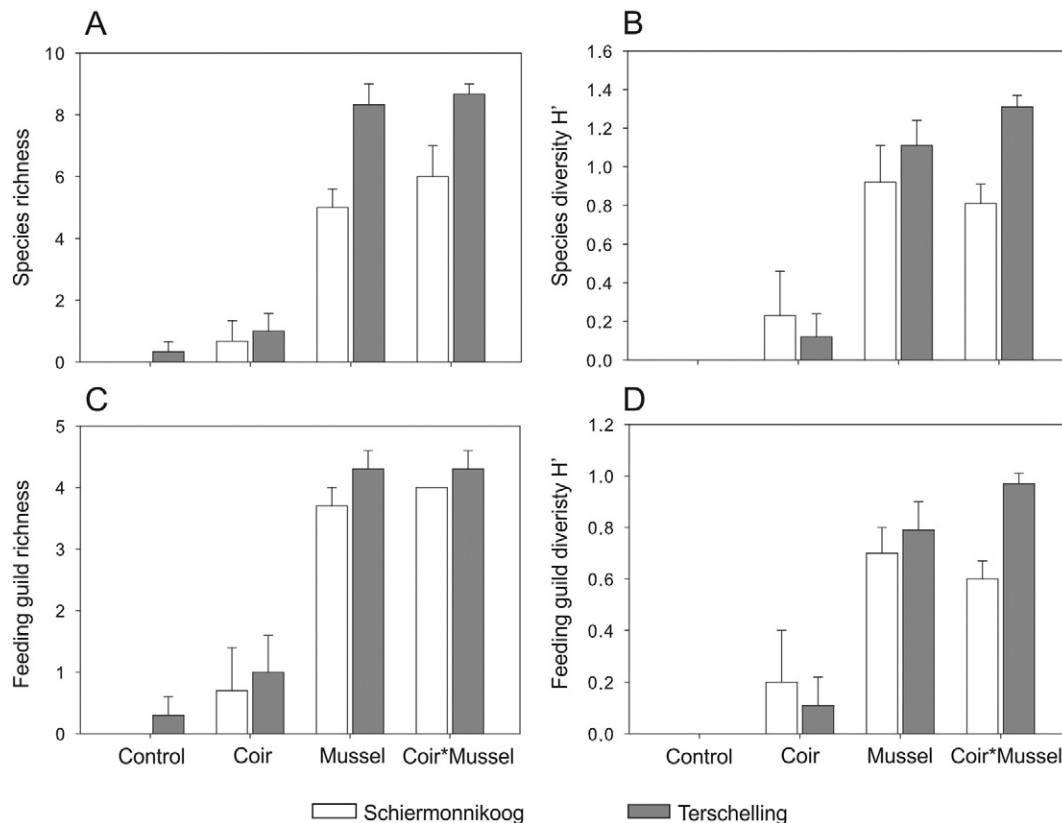 A
Species richness
10
8
6
4
2
0
B
Species diversity H'
1.6
1.4
1.2
1.0
0.8
0.6
0.4
0.2
0.0
C
Feeding guild richness
5
4
3
2
1
0
Control Coir Mussel Coir*Mussel
D
Feeding guild diveristy H'
1.2
1.0
0.8
0.6
0.4
0.2
0.0
Control Coir Mussel Coir*Mussel
Schiermonnikoog Terschelling